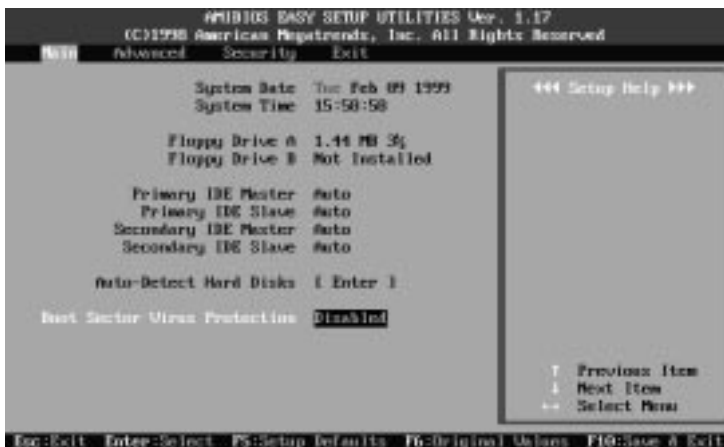 AMIBIOS EASY SETUP UTILITIES Ver. 1.17
(C)1998 American Megatrends, Inc. All Rights Reserved
Main Advanced Security Exit
System Date Tue Feb 09 1999
System Time 15:50:58
Floppy Drive A 1.44 MB 3½
Floppy Drive B Not Installed
Primary IDE Master Auto
Primary IDE Slave Auto
Secondary IDE Master Auto
Secondary IDE Slave Auto
Auto-Detect Hard Disks [ Enter ]
Boot Sector Virus Protection Disabled
◄◄◄ Setup Help ►►►
↑ Previous Item
↓ Next Item
↔ Select Menu
Esc:Exit Enter:Select F5:Setup Defaults F6:Original Values F10:Save & Exit